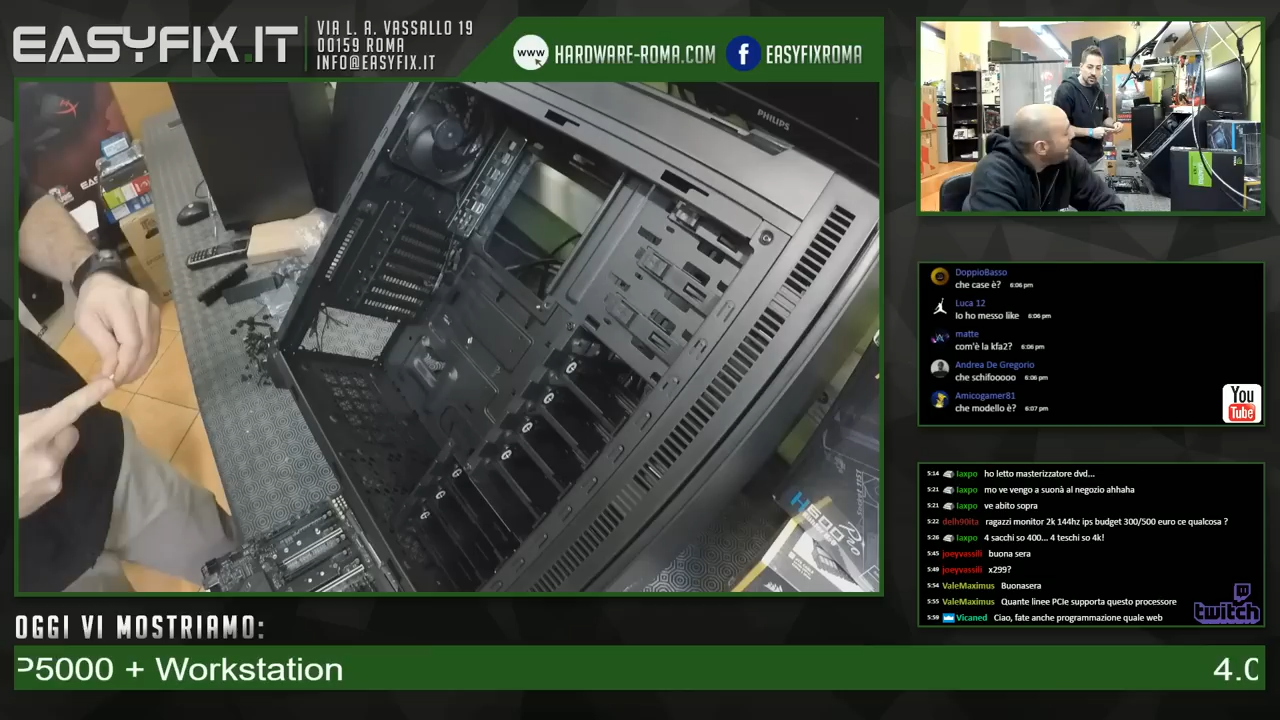 EASYFIX.IT
VIA L. A. VASSALLO 19
00159 ROMA
INFO@EASYFIX.IT
www
HARDWARE-ROMA.COM
f
EASYFIXROMA
PHILIPS
H500
DoppioBasso
che case è? 6:06 pm
Luca 12
Io ho messo like 6:06 pm
matte
com'è la kfa2? 6:06 pm
Andrea De Gregorio
che schifooooo 6:06 pm
Amicogamer81
che modello è? 6:07 pm
You
Tube
5:14 Iaxpo ho letto masterizzatore dvd...
5:21 Iaxpo mo ve vengo a suonà al negozio ahhaha
5:21 Iaxpo ve abito sopra
5:22 delh90ita ragazzi monitor 2k 144hz ips budget 300/500 euro ce qualcosa ?
5:26 Iaxpo 4 sacchi so 400... 4 teschi so 4k!
5:45 joeyvassili buona sera
5:49 joeyvassili x299?
5:54 ValeMaximus Buonasera
5:55 ValeMaximus Quante linee PCIe supporta questo processore
5:59 Vicaned Ciao, fate anche programmazione quale web
twitch
OGGI VI MOSTRIAMO:
P5000 + Workstation
4.0